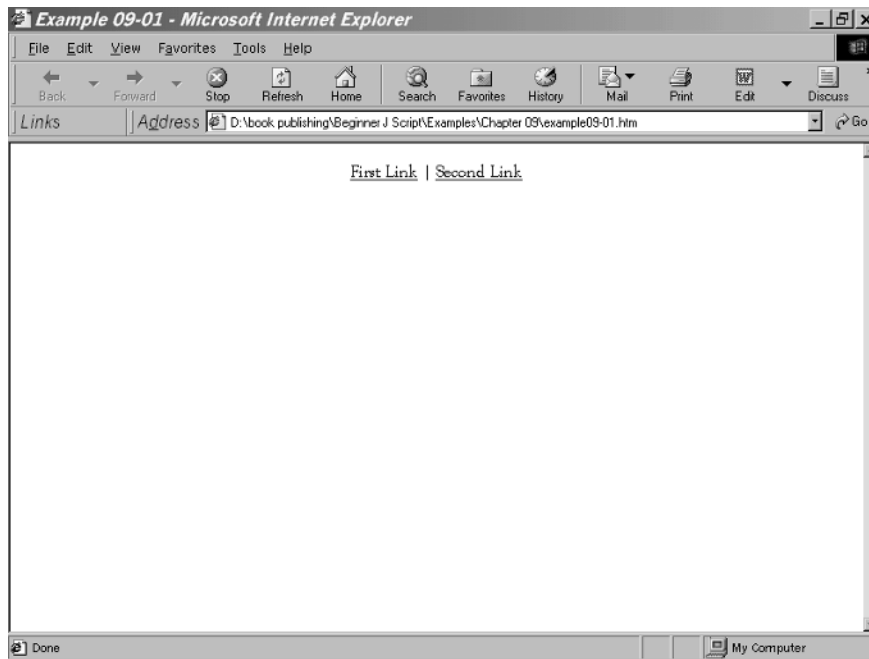 Example 09-01 - Microsoft Internet Explorer
File Edit View Favorites Tools Help
Back Forward Stop Refresh Home Search Favorites History Mail Print Edit Discuss
Links Address D:\book publishing\Beginner J Script\Examples\Chapter 09\example09-01.htm Go
First Link | Second Link
Done My Computer